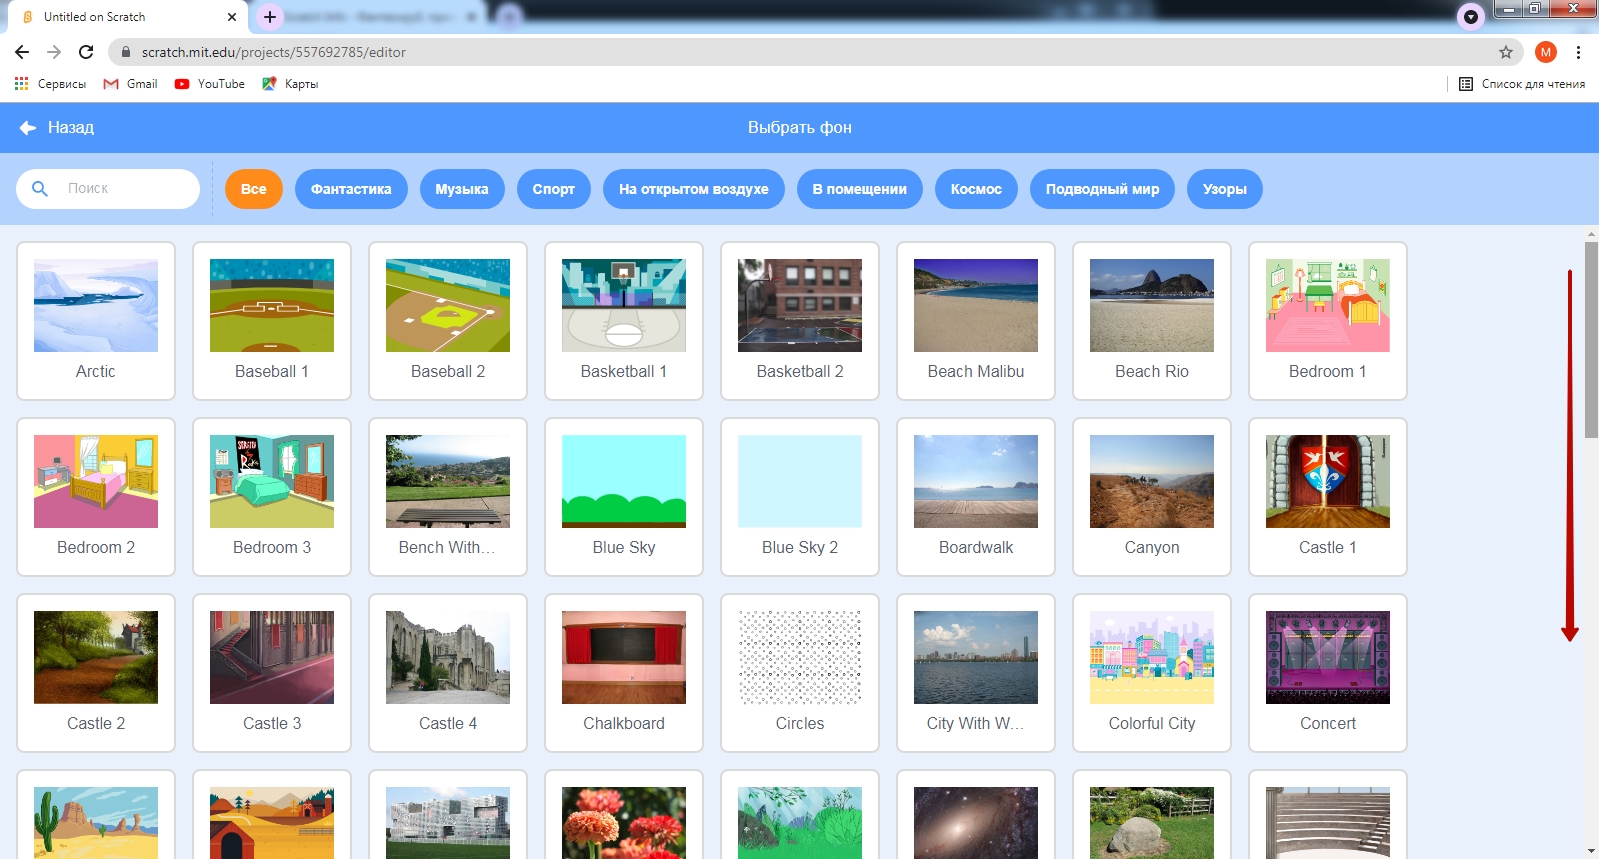 Untitled on Scratch
scratch.mit.edu/projects/557692785/editor
M
Сервисы
Gmail
YouTube
Карты
Список для чтения
Назад
Выбрать фон
Поиск
Все
Фантастика
Музыка
Спорт
На открытом воздухе
В помещении
Космос
Подводный мир
Узоры
Arctic
Baseball 1
Baseball 2
Basketball 1
Basketball 2
Beach Malibu
Beach Rio
Bedroom 1
Bedroom 2
Bedroom 3
Bench With...
Blue Sky
Blue Sky 2
Boardwalk
Canyon
Castle 1
Castle 2
Castle 3
Castle 4
Chalkboard
Circles
City With W...
Colorful City
Concert